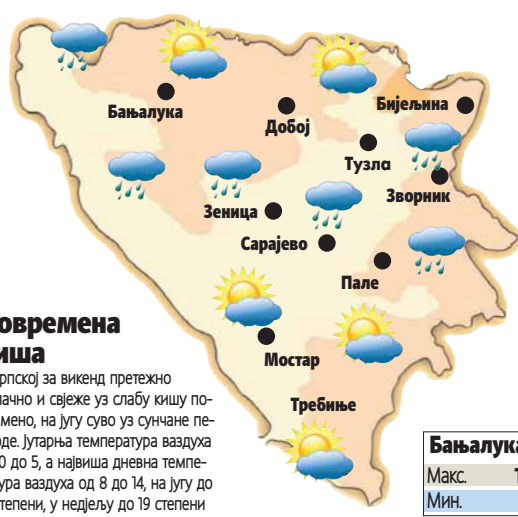 Бањалука
Добој
Бијељина
Тузла
Зворник
Зеница
Сарајево
Пале
Мостар
Требиње
овремена
иша
рпској за викенд претежно
лачно и свјеже уз слабу кишу по-
мено, на југу суво уз сунчане пе-
оде. Јутарња температура ваздуха
0 до 5, а највиша дневна темпе-
ура ваздуха од 8 до 14, на југу до
тепени, у недјељу до 19 степени
Бањалука
Макс. 1
Мин.